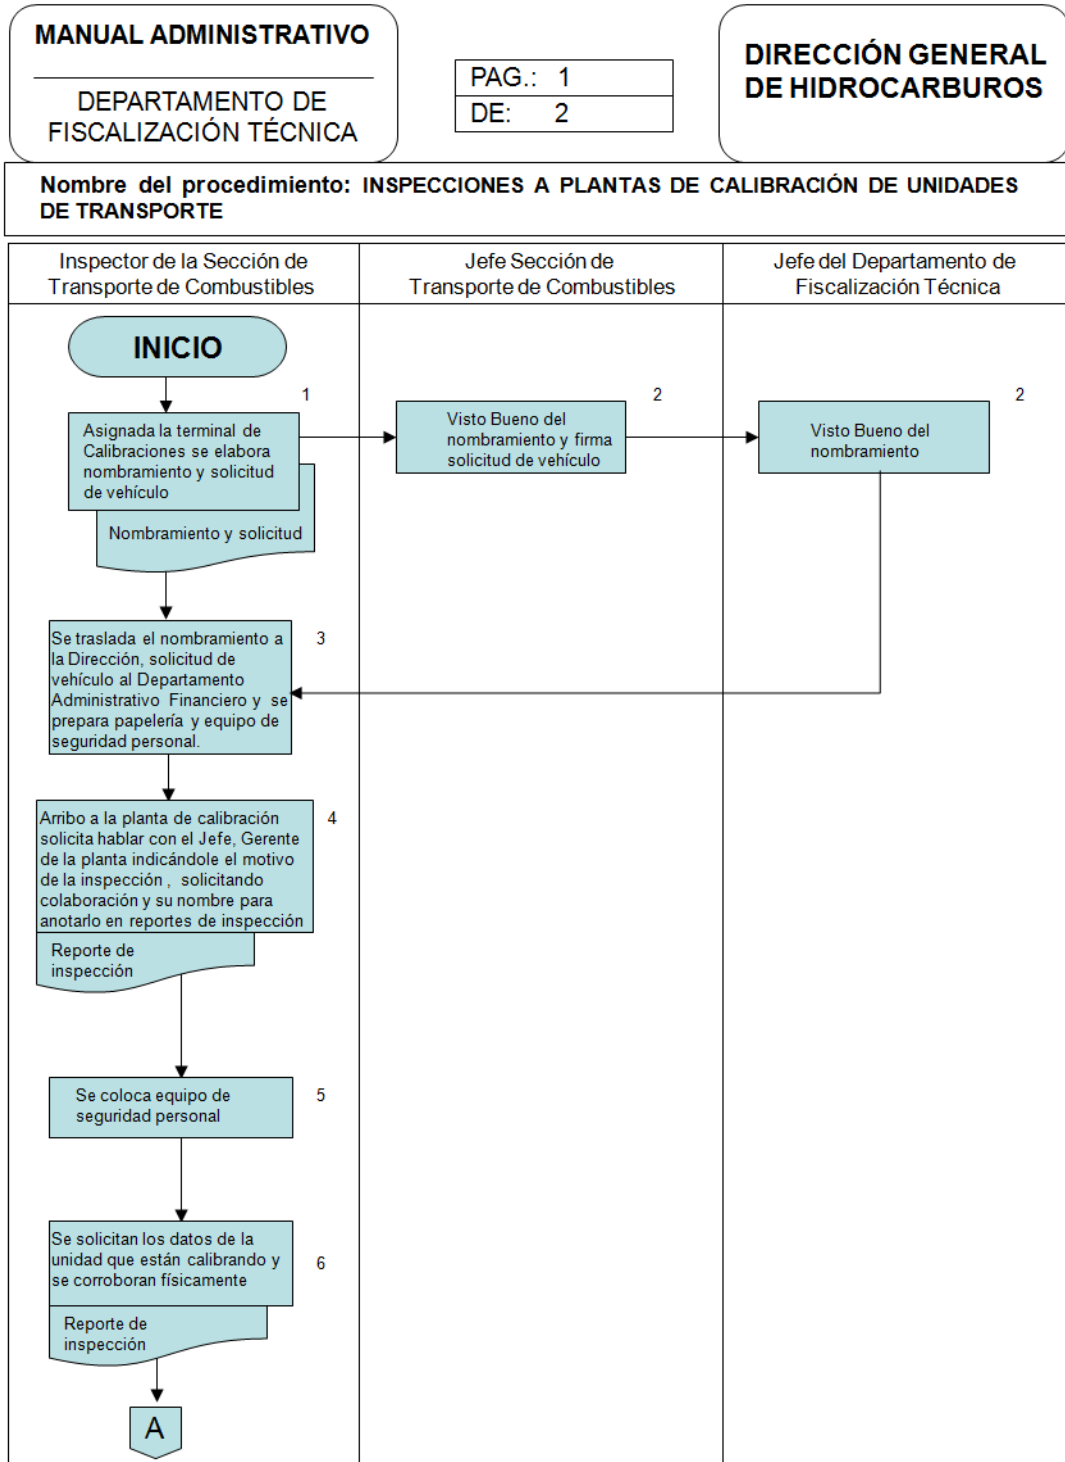 MANUAL ADMINISTRATIVO
DEPARTAMENTO DE
FISCALIZACIÓN TÉCNICA
PAG.: 1
DE: 2
DIRECCIÓN GENERAL
DE HIDROCARBUROS
Nombre del procedimiento: INSPECCIONES A PLANTAS DE CALIBRACIÓN DE UNIDADES
DE TRANSPORTE
Inspector de la Sección de
Transporte de Combustibles
Jefe Sección de
Transporte de Combustibles
Jefe del Departamento de
Fiscalización Técnica
INICIO
1
Asignada la terminal de
Calibraciones se elabora
nombramiento y solicitud
de vehículo
Nombramiento y solicitud
2
Visto Bueno del
nombramiento y firma
solicitud de vehículo
2
Visto Bueno del
nombramiento
3
Se traslada el nombramiento a
la Dirección, solicitud de
vehículo al Departamento
Administrativo Financiero y se
prepara papelería y equipo de
seguridad personal.
4
Arribo a la planta de calibración
solicita hablar con el Jefe, Gerente
de la planta indicándole el motivo
de la inspección , solicitando
colaboración y su nombre para
anotarlo en reportes de inspección
Reporte de
inspección
5
Se coloca equipo de
seguridad personal
6
Se solicitan los datos de la
unidad que están calibrando y
se corroboran físicamente
Reporte de
inspección
A